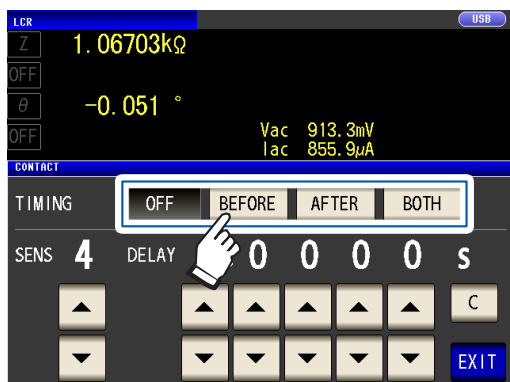 LCR USB
Z 1.06703kΩ
OFF
θ -0.051 °
OFF
Vac 913.3mV
Iac 855.9μA
CONTACT
TIMING OFF BEFORE AFTER BOTH
SENS 4 DELAY 0 0 0 0 s
C
EXIT